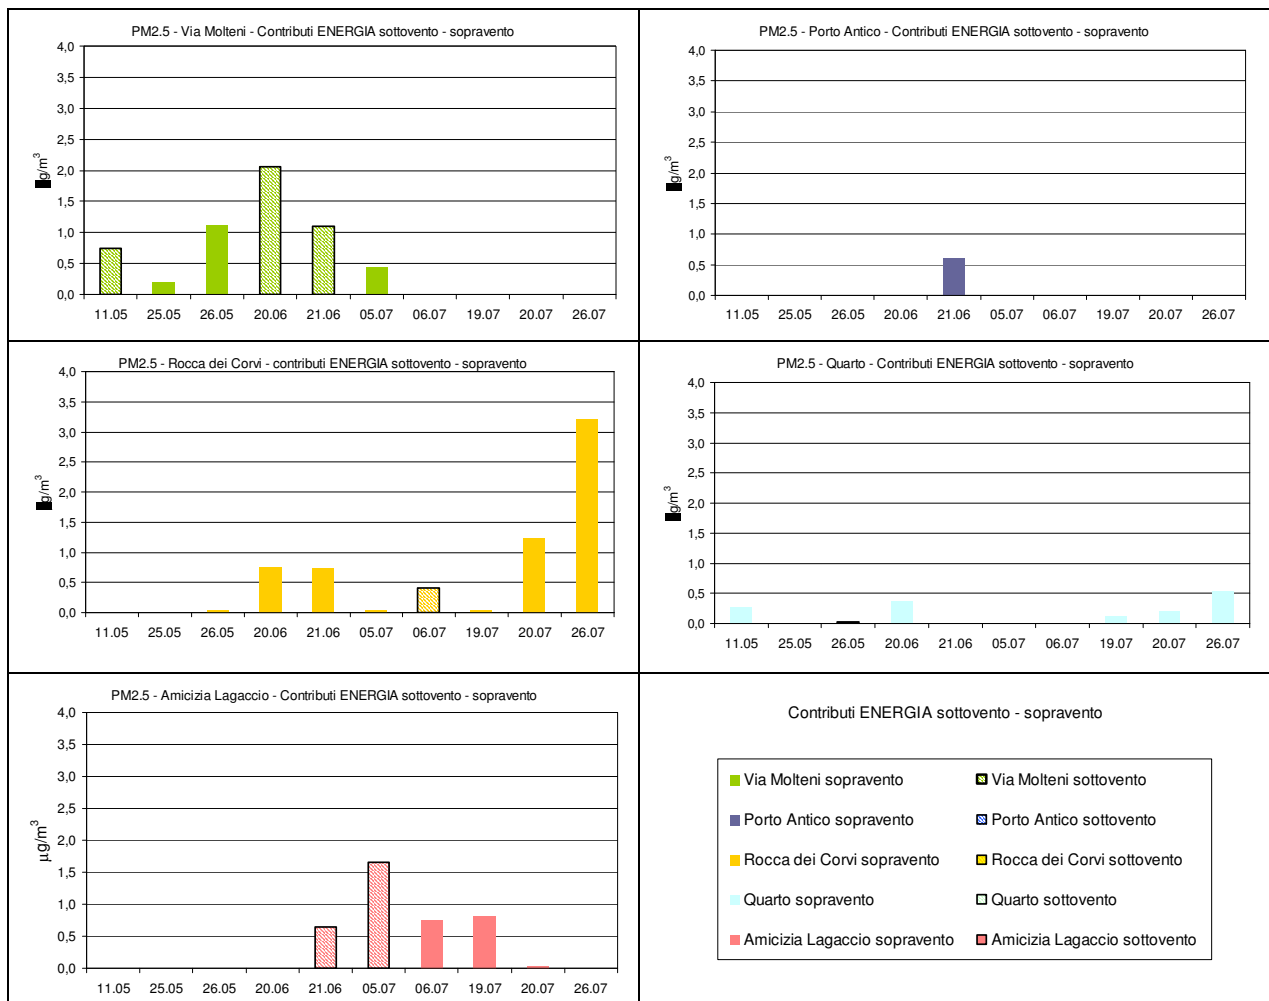 PM2.5 - Via Molteni - Contributi ENERGIA sottovento - sopravento
4,0
3,5
3,0
2,5
2,0
1,5
1,0
0,5
0,0
g/m³
11.05 25.05 26.05 20.06 21.06 05.07 06.07 19.07 20.07 26.07
PM2.5 - Porto Antico - Contributi ENERGIA sottovento - sopravento
4,0
3,5
3,0
2,5
2,0
1,5
1,0
0,5
0,0
g/m³
11.05 25.05 26.05 20.06 21.06 05.07 06.07 19.07 20.07 26.07
PM2.5 - Rocca dei Corvi - contributi ENERGIA sottovento - sopravento
4,0
3,5
3,0
2,5
2,0
1,5
1,0
0,5
0,0
g/m³
11.05 25.05 26.05 20.06 21.06 05.07 06.07 19.07 20.07 26.07
PM2.5 - Quarto - Contributi ENERGIA sottovento - sopravento
4,0
3,5
3,0
2,5
2,0
1,5
1,0
0,5
0,0
g/m³
11.05 25.05 26.05 20.06 21.06 05.07 06.07 19.07 20.07 26.07
PM2.5 - Amicizia Lagaccio - Contributi ENERGIA sottovento - sopravento
4,0
3,5
3,0
2,5
2,0
1,5
1,0
0,5
0,0
µg/m³
11.05 25.05 26.05 20.06 21.06 05.07 06.07 19.07 20.07 26.07
Contributi ENERGIA sottovento - sopravento
Via Molteni sopravento Via Molteni sottovento
Porto Antico sopravento Porto Antico sottovento
Rocca dei Corvi sopravento Rocca dei Corvi sottovento
Quarto sopravento Quarto sottovento
Amicizia Lagaccio sopravento Amicizia Lagaccio sottovento